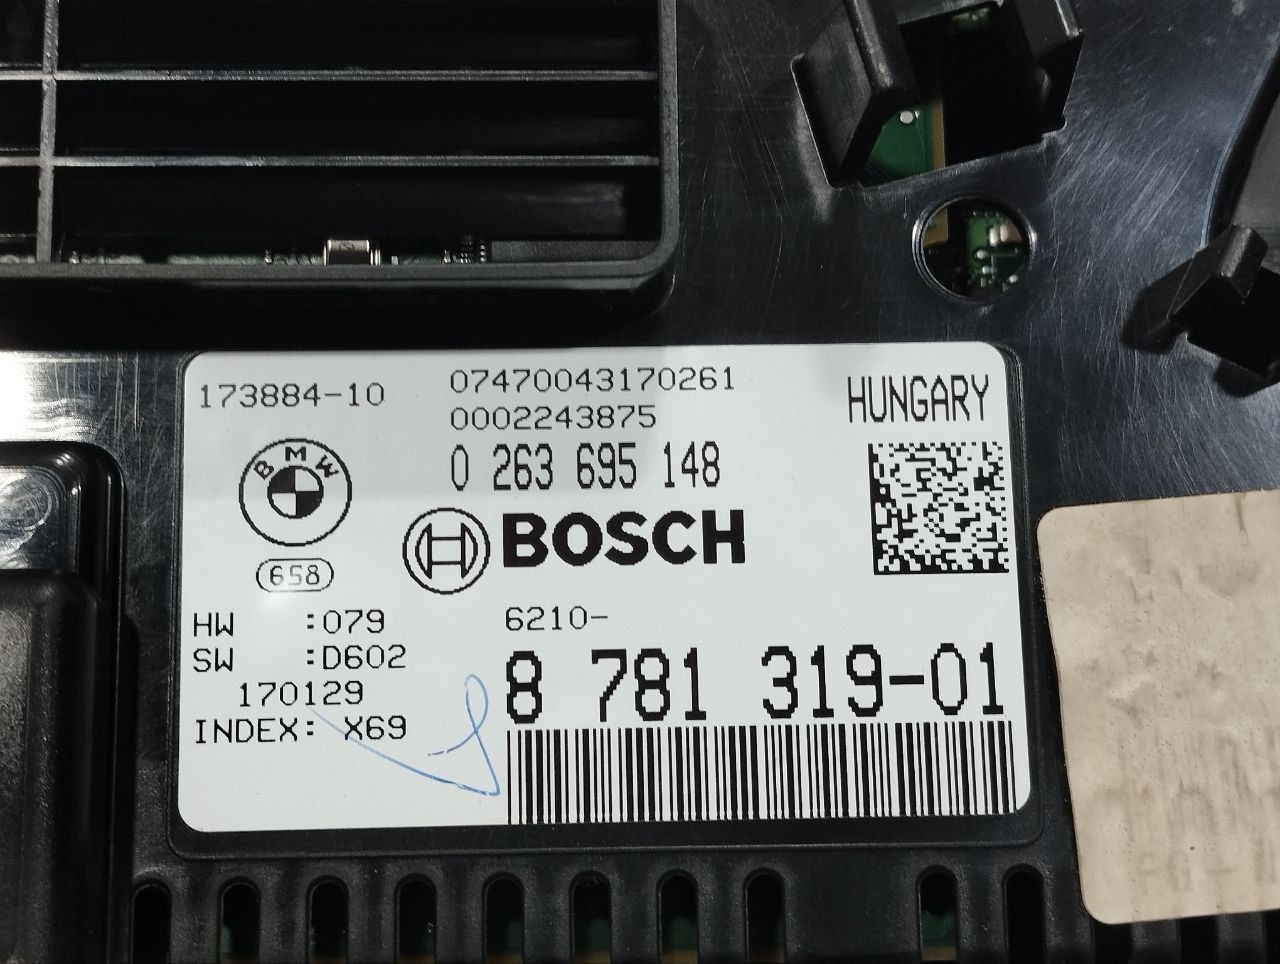 173884-10
07470043170261
0002243875
HUNGARY
0 263 695 148
BMW
BOSCH
658
HW :079
SW :D602
170129
INDEX: X69
6210-
8 781 319-01